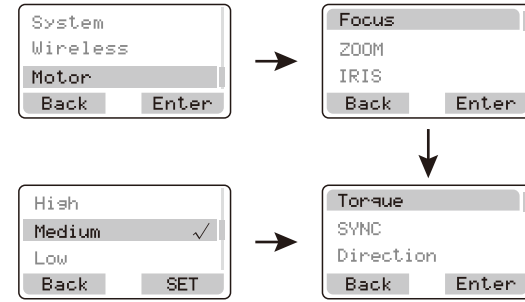 System
Wireless
Motor
Back Enter
Focus
ZOOM
IRIS
Back Enter
High
Medium √
Low
Back SET
Torque
SYNC
Direction
Back Enter